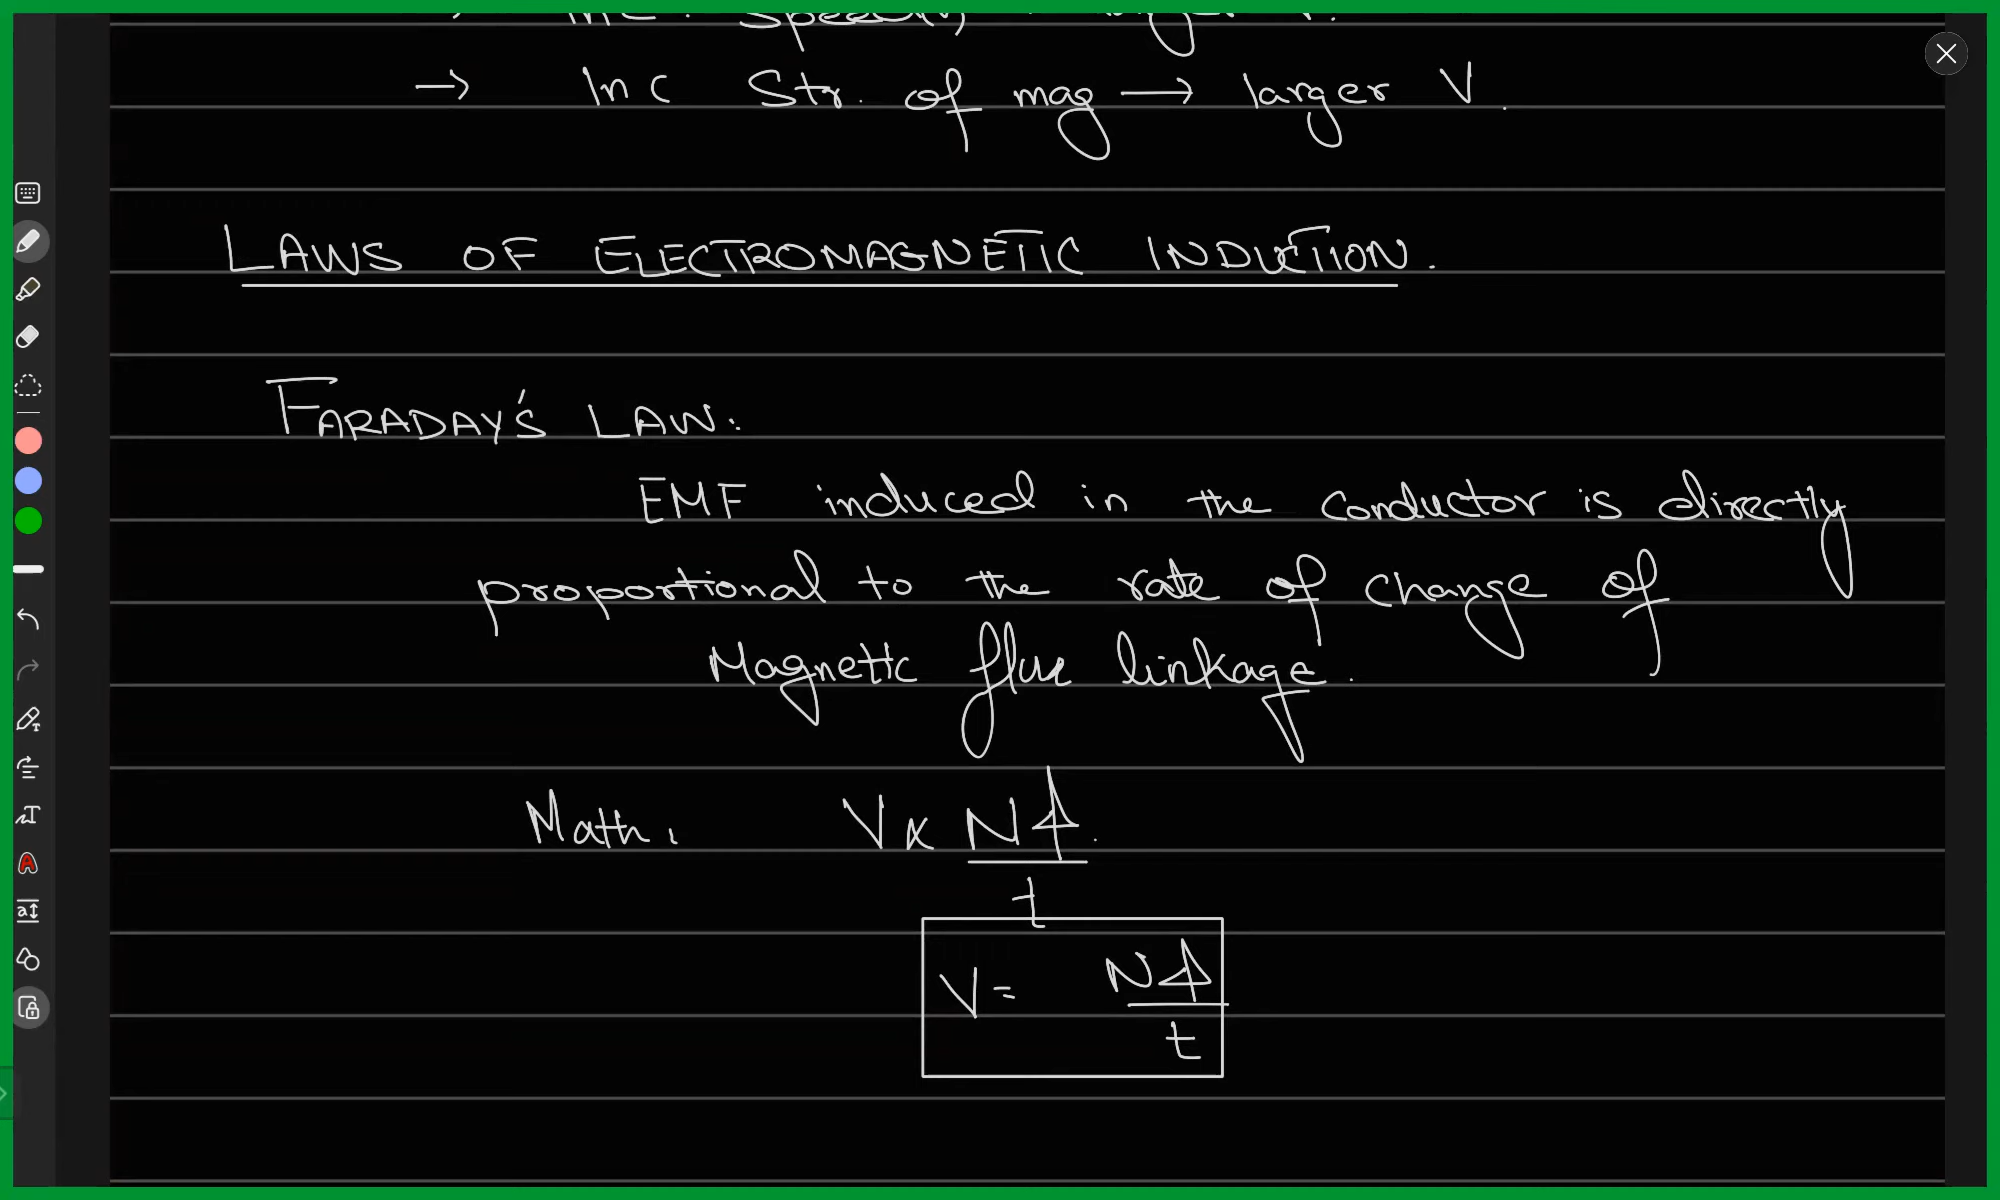 → Inc Str. of mag → larger V.
LAWS OF ELECTROMAGNETIC INDUCTION.
FARADAY'S LAW:
EMF induced in the conductor is directly
proportional to the rate of change of
Magnetic flux linkage.
Math, V ∝ NΦ.
t
V = NΦ
t